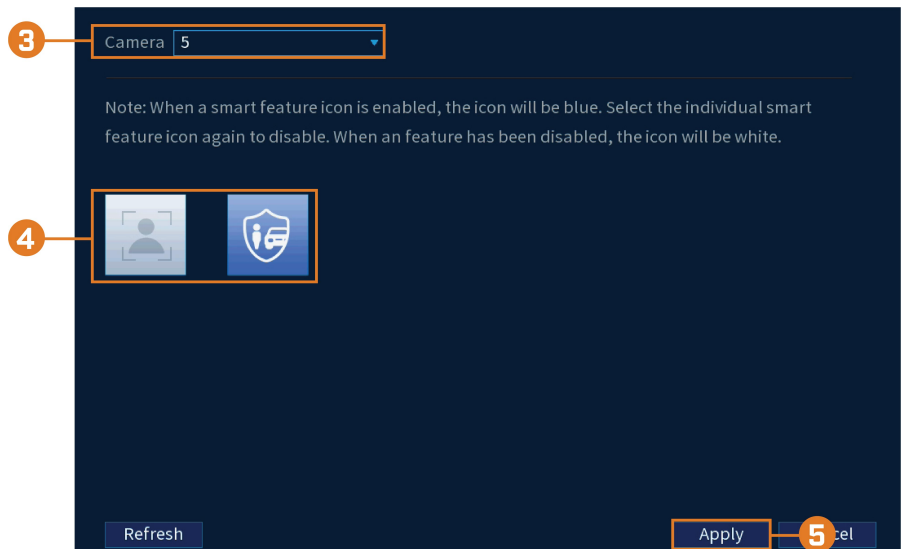 3
Camera 5
Note: When a smart feature icon is enabled, the icon will be blue. Select the individual smart
feature icon again to disable. When an feature has been disabled, the icon will be white.
4
Refresh
Apply
5
cel